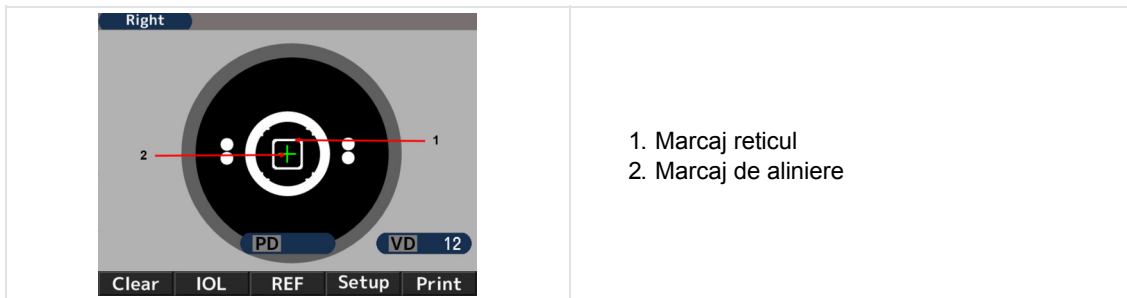 Right
1
2
PD
VD 12
Clear IOL REF Setup Print
1. Marcaj reticul
2. Marcaj de aliniere